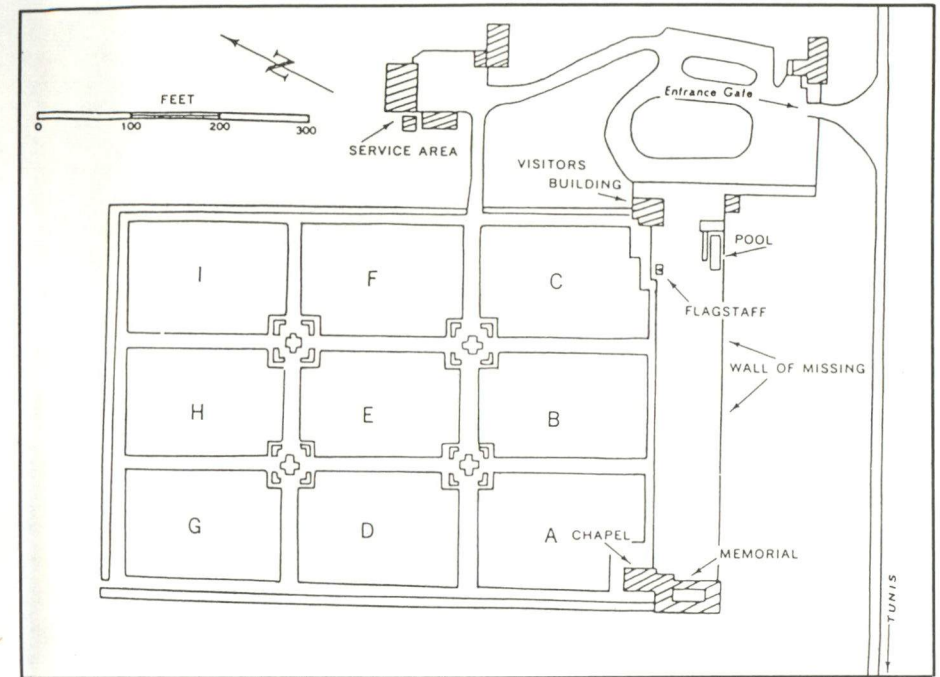 N
FEET
0 100 200 300
SERVICE AREA
Entrance Gate
VISITORS
BUILDING
POOL
FLAGSTAFF
WALL OF MISSING
I F C
H E B
G D A
CHAPEL
MEMORIAL
TUNIS